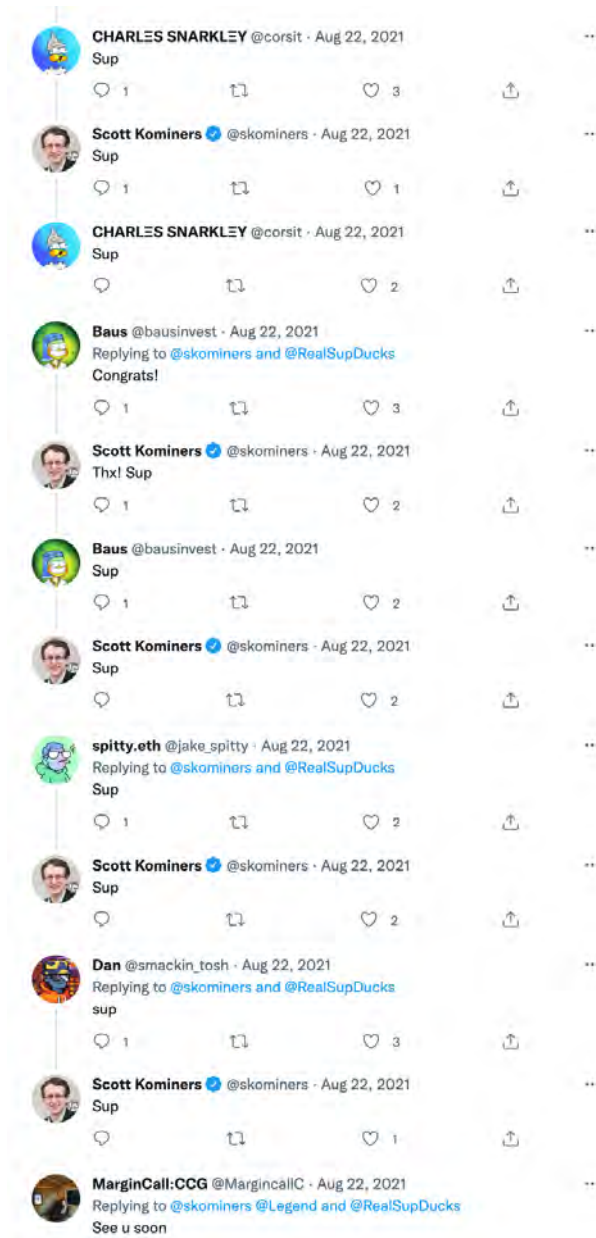 CHARLΞS SNARKLΞY @corsit · Aug 22, 2021
Sup
1 3
Scott Kominers @skominers · Aug 22, 2021
Sup
1 1
CHARLΞS SNARKLΞY @corsit · Aug 22, 2021
Sup
2
Baus @bausinvest · Aug 22, 2021
Replying to @skominers and @RealSupDucks
Congrats!
1 3
Scott Kominers @skominers · Aug 22, 2021
Thx! Sup
1 2
Baus @bausinvest · Aug 22, 2021
Sup
1 2
Scott Kominers @skominers · Aug 22, 2021
Sup
2
spitty.eth @jake_spitty · Aug 22, 2021
Replying to @skominers and @RealSupDucks
Sup
1 2
Scott Kominers @skominers · Aug 22, 2021
Sup
2
Dan @smackin_tosh · Aug 22, 2021
Replying to @skominers and @RealSupDucks
sup
1 3
Scott Kominers @skominers · Aug 22, 2021
Sup
1
MarginCall:CCG @MargincallC · Aug 22, 2021
Replying to @skominers @Legend and @RealSupDucks
See u soon